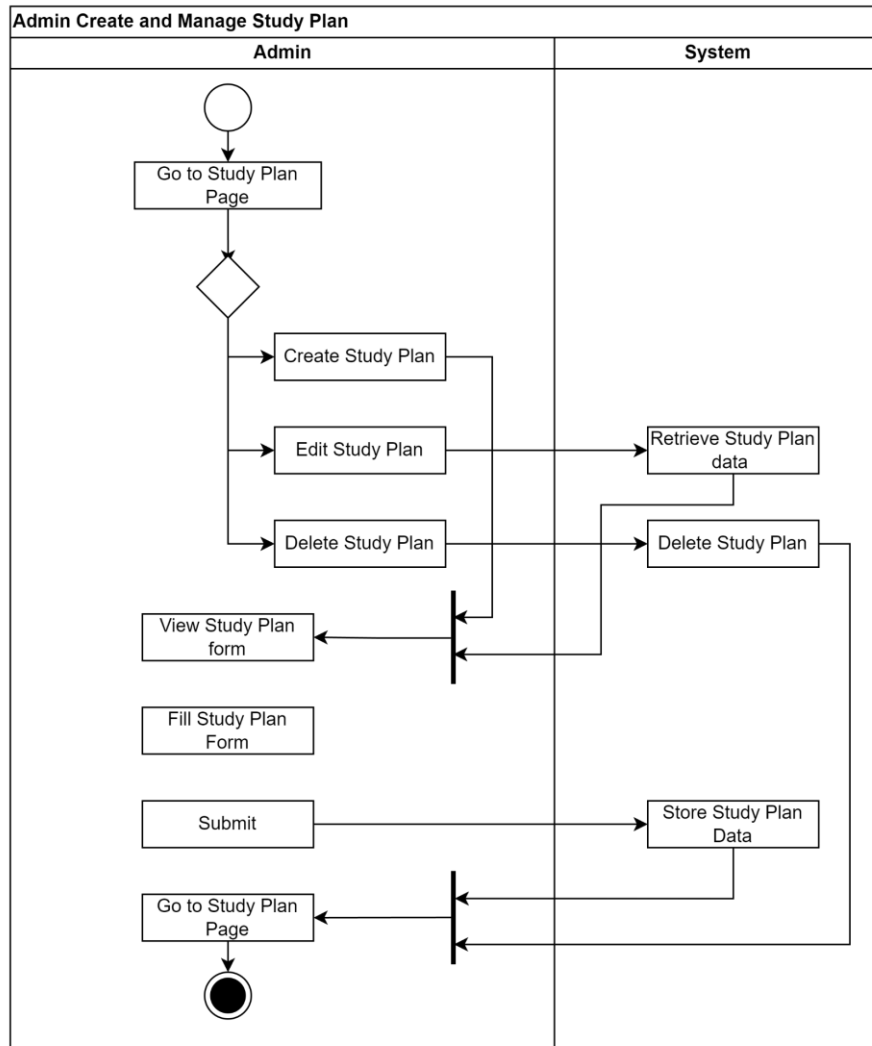 Admin Create and Manage Study Plan
Admin
System
Go to Study Plan
Page
Create Study Plan
Edit Study Plan
Retrieve Study Plan
data
Delete Study Plan
Delete Study Plan
View Study Plan
form
Fill Study Plan
Form
Submit
Store Study Plan
Data
Go to Study Plan
Page